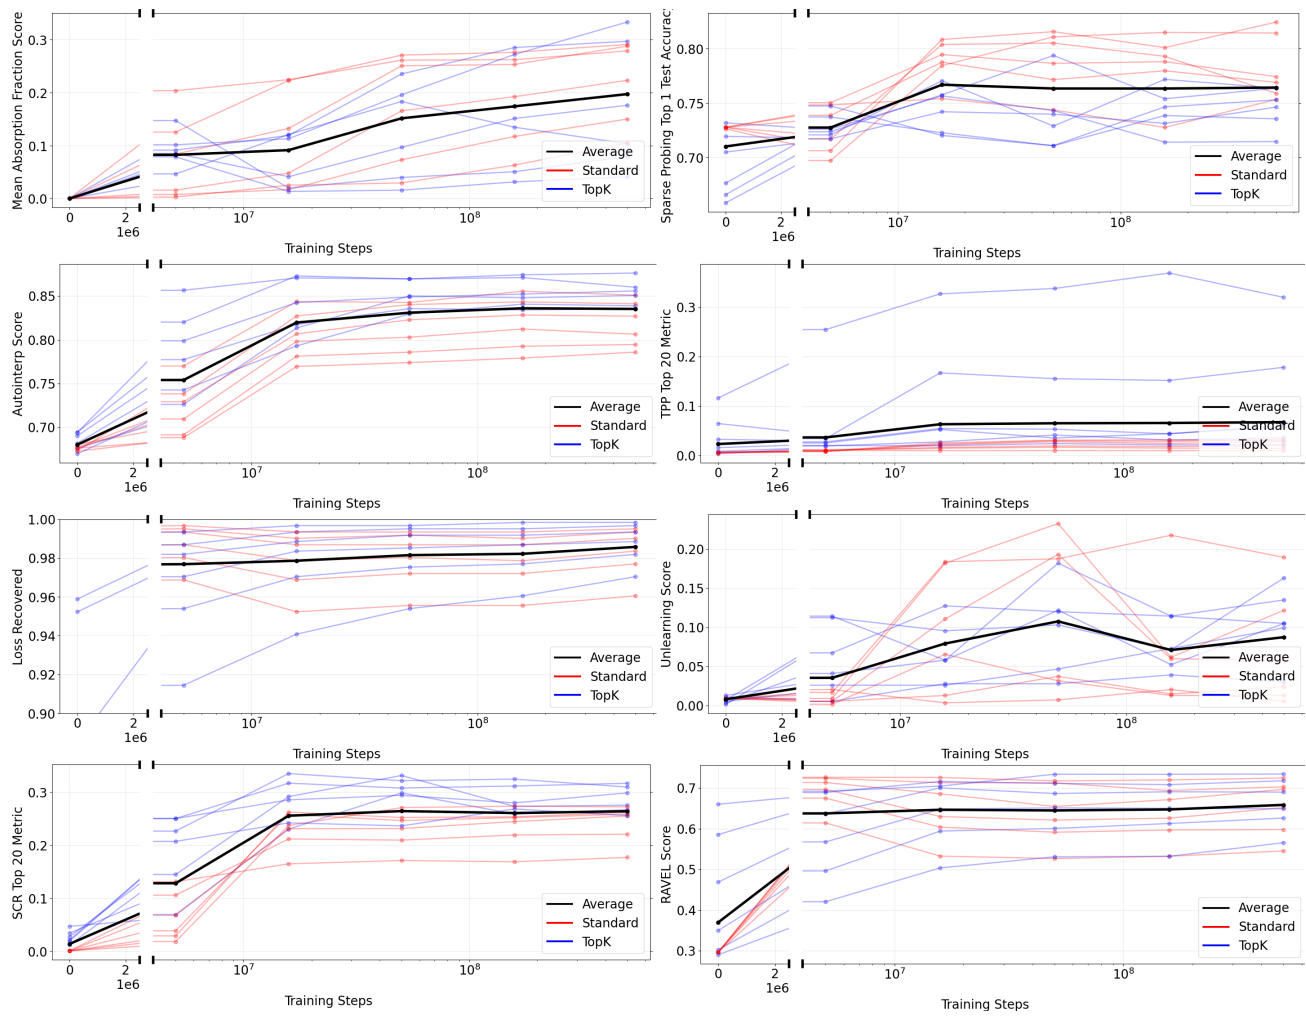 Mean Absorption Fraction Score
0.3
0.2
0.1
0.0
0
2
1e6
10⁷
10⁸
Training Steps
Average
Standard
TopK
Sparse Probing Top 1 Test Accurac
0.80
0.75
0.70
0
2
1e6
10⁷
10⁸
Training Steps
Average
Standard
TopK
Autointerp Score
0.85
0.80
0.75
0.70
0
2
1e6
10⁷
10⁸
Training Steps
Average
Standard
TopK
TPP Top 20 Metric
0.3
0.2
0.1
0.0
0
2
1e6
10⁷
10⁸
Training Steps
Average
Standard
TopK
Loss Recovered
1.00
0.98
0.96
0.94
0.92
0.90
0
2
1e6
10⁷
10⁸
Training Steps
Average
Standard
TopK
Unlearning Score
0.20
0.15
0.10
0.05
0.00
0
2
1e6
10⁷
10⁸
Training Steps
Average
Standard
TopK
SCR Top 20 Metric
0.3
0.2
0.1
0.0
0
2
1e6
10⁷
10⁸
Training Steps
Average
Standard
TopK
RAVEL Score
0.7
0.6
0.5
0.4
0.3
0
2
1e6
10⁷
10⁸
Training Steps
Average
Standard
TopK